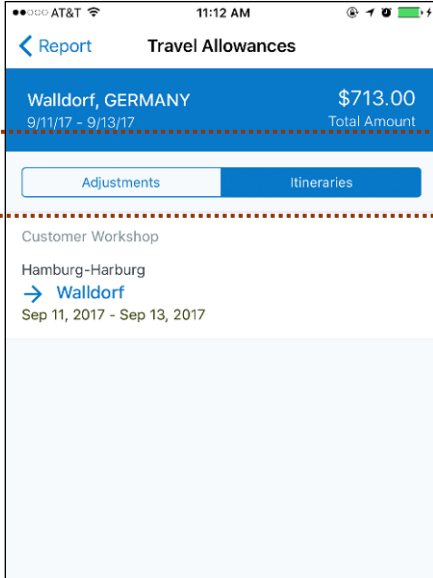 AT&T 11:12 AM
Report Travel Allowances
Walldorf, GERMANY $713.00
9/11/17 - 9/13/17 Total Amount
Adjustments Itineraries
Customer Workshop
Hamburg-Harburg
→ Walldorf
Sep 11, 2017 - Sep 13, 2017